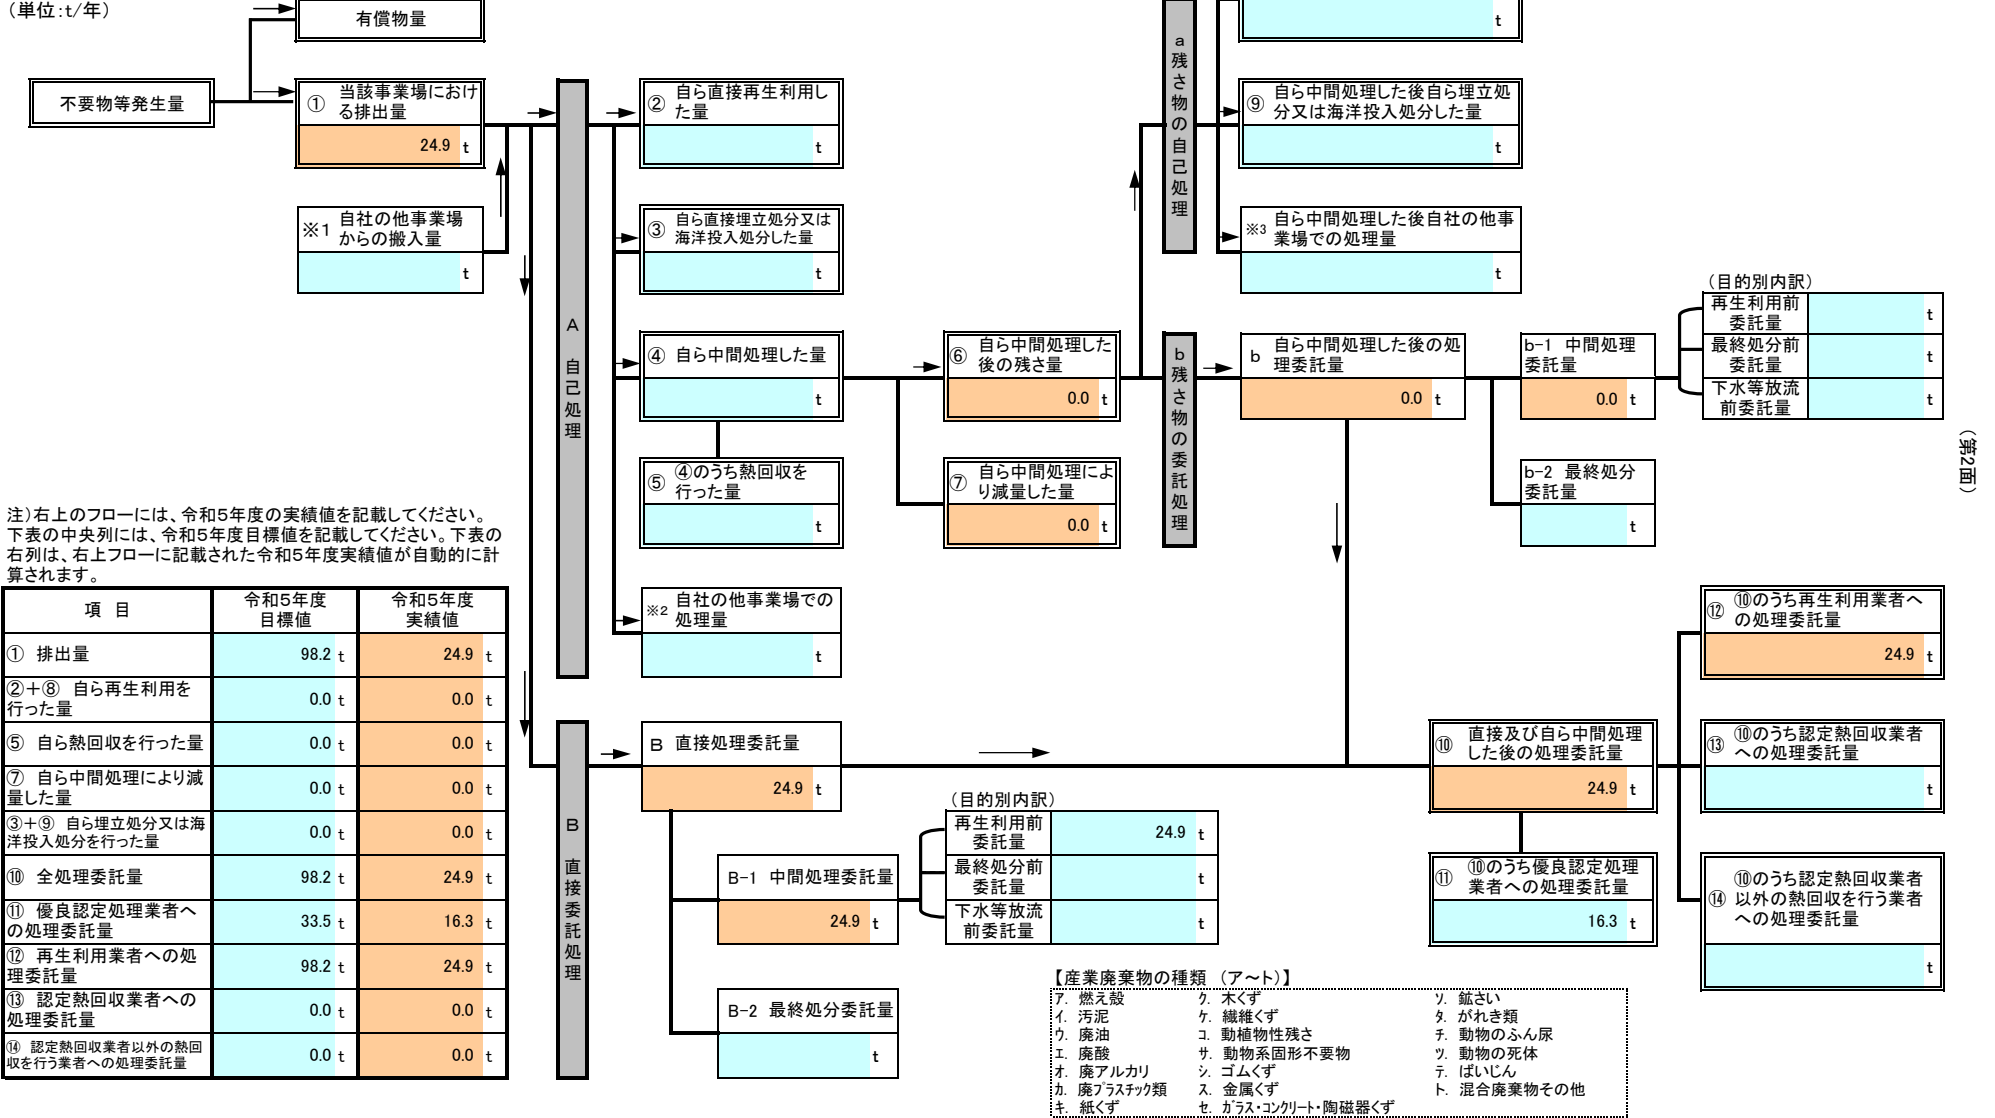 （単位:t/年）
有償物量
t
不要物等発生量
① 当該事業場におけ
る排出量
24.9 t
※1 自社の他事業場
からの搬入量
t
A 自己処理
② 自ら直接再生利用し
た量
t
③ 自ら直接埋立処分又は
海洋投入処分した量
t
④ 自ら中間処理した量
t
⑤ ④のうち熱回収を
行った量
t
※2 自社の他事業場での
処理量
t
⑥ 自ら中間処理した
後の残さ量
0.0 t
⑦ 自ら中間処理によ
り減量した量
0.0 t
a残さ物の自己処理
⑨ 自ら中間処理した後自ら埋立処
分又は海洋投入処分した量
t
※3 自ら中間処理した後自社の他事
業場での処理量
t
b残さ物の委託処理
b 自ら中間処理した後の処
理委託量
0.0 t
b-1 中間処理
委託量
0.0 t
b-2 最終処分
委託量
t
（目的別内訳）
再生利用前
委託量
t
最終処分前
委託量
t
下水等放流
前委託量
t
（第2面）
注）右上のフローには、令和5年度の実績値を記載してください。
下表の中央列には、令和5年度目標値を記載してください。下表の
右列は、右上フローに記載された令和5年度実績値が自動的に計
算されます。
項 目
令和5年度
目標値
令和5年度
実績値
① 排出量
98.2 t
24.9 t
②＋⑧ 自ら再生利用を
行った量
0.0 t
0.0 t
⑤ 自ら熱回収を行った量
0.0 t
0.0 t
⑦ 自ら中間処理により減
量した量
0.0 t
0.0 t
③＋⑨ 自ら埋立処分又は海
洋投入処分を行った量
0.0 t
0.0 t
⑩ 全処理委託量
98.2 t
24.9 t
⑪ 優良認定処理業者へ
の処理委託量
33.5 t
16.3 t
⑫ 再生利用業者への処
理委託量
98.2 t
24.9 t
⑬ 認定熱回収業者への
処理委託量
0.0 t
0.0 t
⑭ 認定熱回収業者以外の熱回
収を行う業者への処理委託量
0.0 t
0.0 t
B 直接委託処理
B 直接処理委託量
24.9 t
B-1 中間処理委託量
24.9 t
B-2 最終処分委託量
t
（目的別内訳）
再生利用前
委託量
24.9 t
最終処分前
委託量
t
下水等放流
前委託量
t
⑩ 直接及び自ら中間処理
した後の処理委託量
24.9 t
⑪ ⑩のうち優良認定処理
業者への処理委託量
16.3 t
⑫ ⑩のうち再生利用業者へ
の処理委託量
24.9 t
⑬ ⑩のうち認定熱回収業者
への処理委託量
t
⑭ ⑩のうち認定熱回収業者
以外の熱回収を行う業者
への処理委託量
t
【産業廃棄物の種類 （ア～ト）】
ア. 燃え殻
イ. 汚泥
ウ. 廃油
エ. 廃酸
オ. 廃アルカリ
カ. 廃プラスチック類
キ. 紙くず
ク. 木くず
ケ. 繊維くず
コ. 動植物性残さ
サ. 動物系固形不要物
シ. ゴムくず
ス. 金属くず
セ. ガラス・コンクリート・陶磁器くず
ソ. 鉱さい
タ. がれき類
チ. 動物のふん尿
ツ. 動物の死体
テ. ばいじん
ト. 混合廃棄物その他